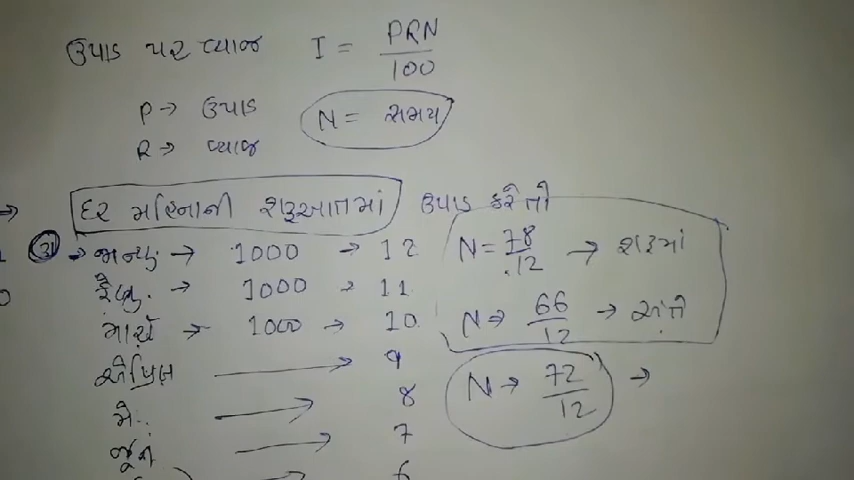 ઉપાડ પર વ્યાજ I = PRN / 100
P → ઉપાડ
N = સમય
R → વ્યાજ
દર મહિનાની શરૂઆતમાં ઉપાડ કરે તો
→ જાન્યુ → 1000 → 12
ફેબ્રુ. → 1000 → 11
માર્ચ → 1000 → 10
એપ્રિલ → 9
મે.. → 8
જૂન → 7
6
N = 78 / 12 → શરૂમાં
N → 66 / 12 → અંતે
N → 72 / 12 →